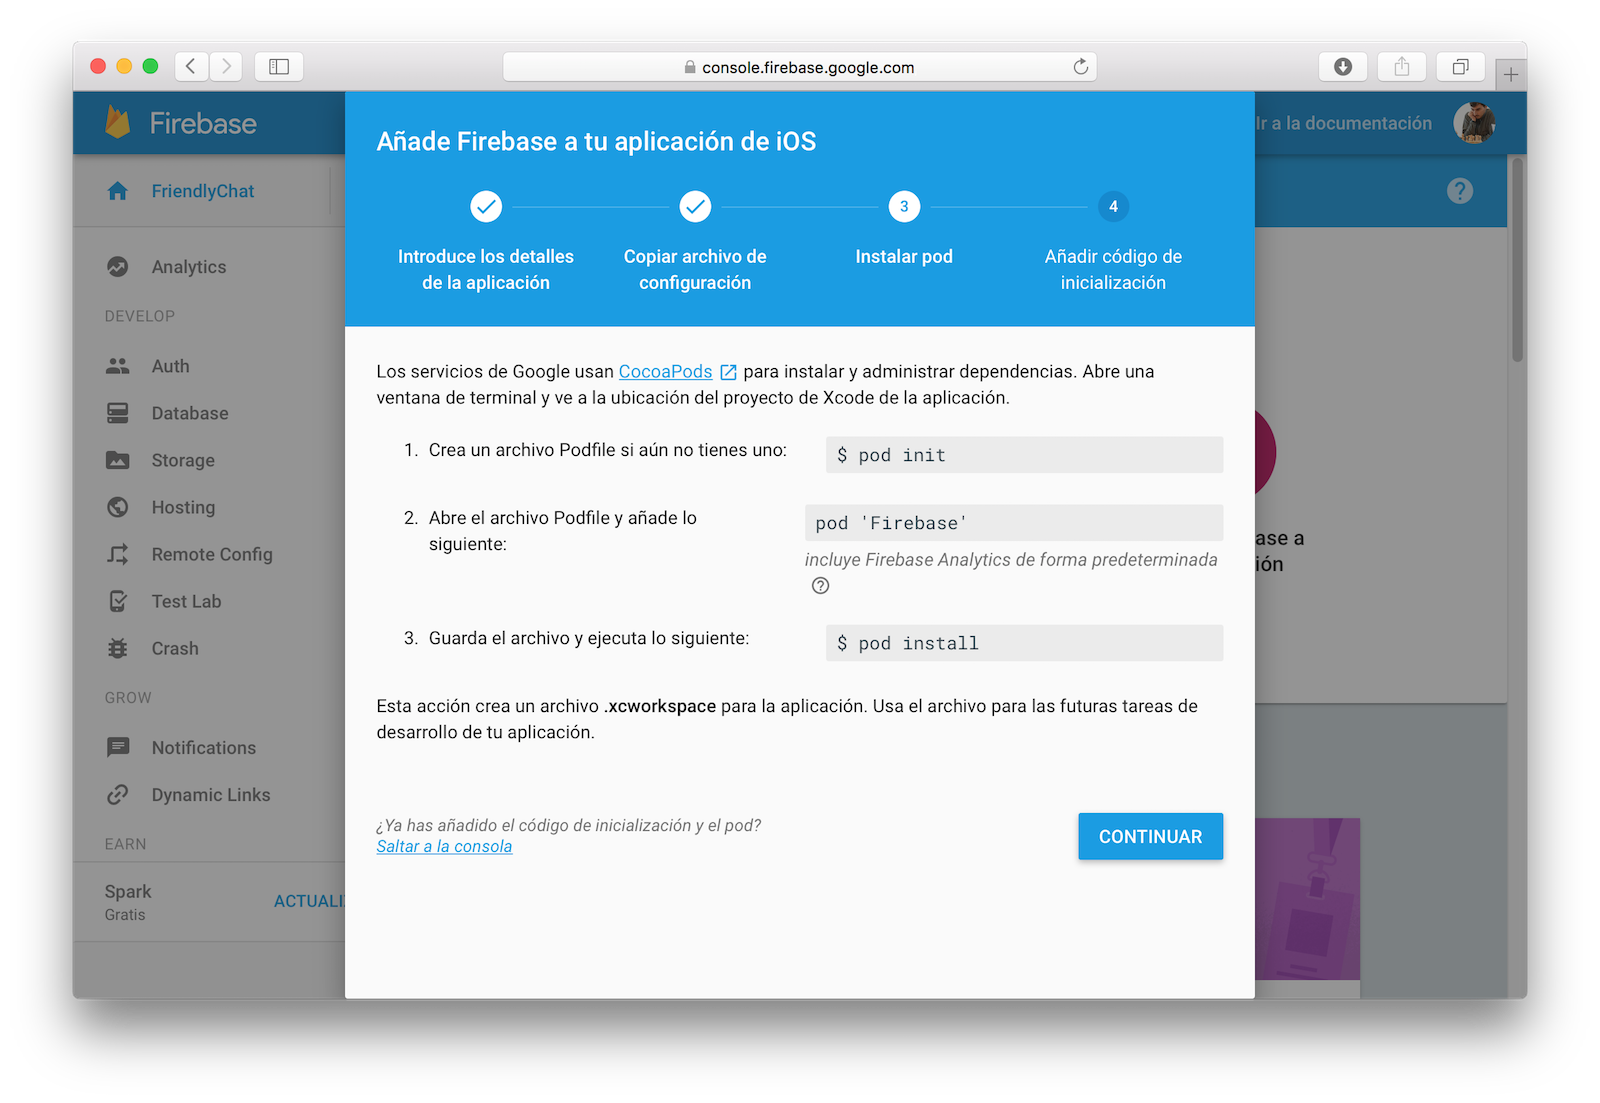 console.firebase.google.com
Firebase
Ir a la documentación
FriendlyChat
Analytics
DEVELOP
Auth
Database
Storage
Hosting
Remote Config
Test Lab
Crash
GROW
Notifications
Dynamic Links
EARN
Spark
Gratis
ACTUALI
Añade Firebase a tu aplicación de iOS
3
4
Introduce los detalles
de la aplicación
Copiar archivo de
configuración
Instalar pod
Añadir código de
inicialización
Los servicios de Google usan CocoaPods para instalar y administrar dependencias. Abre una
ventana de terminal y ve a la ubicación del proyecto de Xcode de la aplicación.
1. Crea un archivo Podfile si aún no tienes uno:
$ pod init
2. Abre el archivo Podfile y añade lo
siguiente:
pod 'Firebase'
incluye Firebase Analytics de forma predeterminada
3. Guarda el archivo y ejecuta lo siguiente:
$ pod install
Esta acción crea un archivo .xcworkspace para la aplicación. Usa el archivo para las futuras tareas de
desarrollo de tu aplicación.
¿Ya has añadido el código de inicialización y el pod?
Saltar a la consola
CONTINUAR
ase a
ión